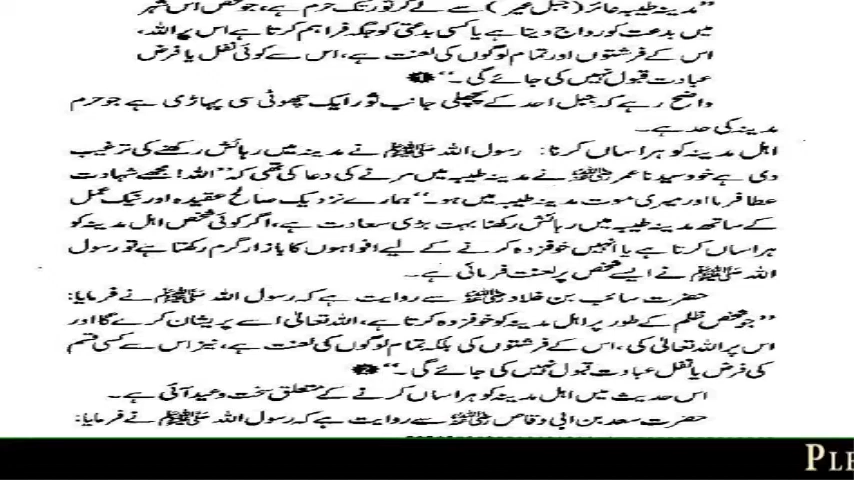 ”مدینہ طیبہ عائر (جبل عیر) سے لے کر ثور تک حرم ہے، جو شخص اس شہر
میں بدعت کو رواج دیتا ہے یا کسی بدعتی کو جگہ فراہم کرتا ہے اس پر اللہ،
اس کے فرشتوں اور تمام لوگوں کی لعنت ہے، اس سے کوئی نفل یا فرض
عبادت قبول نہیں کی جائے گی۔“
واضح رہے کہ جبل احد کے پچھلی جانب ثور ایک چھوٹی سی پہاڑی ہے جو حرم
مدینہ کی حد ہے۔
اہل مدینہ کو ہراساں کرنا: رسول اللہ ﷺ نے مدینہ میں رہائش رکھنے کی ترغیب
دی ہے خود سیدنا عمر رضی اللہ عنہ نے مدینہ طیبہ میں مرنے کی دعا کی تھی کہ ”اللہ! مجھے شہادت
عطا فرما اور میری موت مدینہ طیبہ میں ہو۔“ ہمارے نزدیک صالح عقیدہ اور نیک عمل
کے ساتھ مدینہ طیبہ میں رہائش رکھنا بہت بڑی سعادت ہے، اگر کوئی شخص اہل مدینہ کو
ہراساں کرتا ہے یا انہیں خوفزدہ کرنے کے لیے افواہوں کا بازار گرم رکھتا ہے تو رسول
اللہ ﷺ نے ایسے شخص پر لعنت فرمائی ہے۔
حضرت سائب بن خلاد رضی اللہ عنہ سے روایت ہے کہ رسول اللہ ﷺ نے فرمایا:
”جو شخص ظلم کے طور پر اہل مدینہ کو خوفزدہ کرتا ہے، اللہ تعالیٰ اسے پریشان کرے گا اور
اس پر اللہ تعالیٰ کی، اس کے فرشتوں کی بلکہ تمام لوگوں کی لعنت ہے، نیز اس سے کسی قسم
کی فرض یا نفل عبادت قبول نہیں کی جائے گی۔“
اس حدیث میں اہل مدینہ کو ہراساں کرنے کے متعلق سخت وعید آئی ہے۔
حضرت سعد بن ابی وقاص رضی اللہ عنہ سے روایت ہے کہ رسول اللہ ﷺ نے فرمایا:
PLE